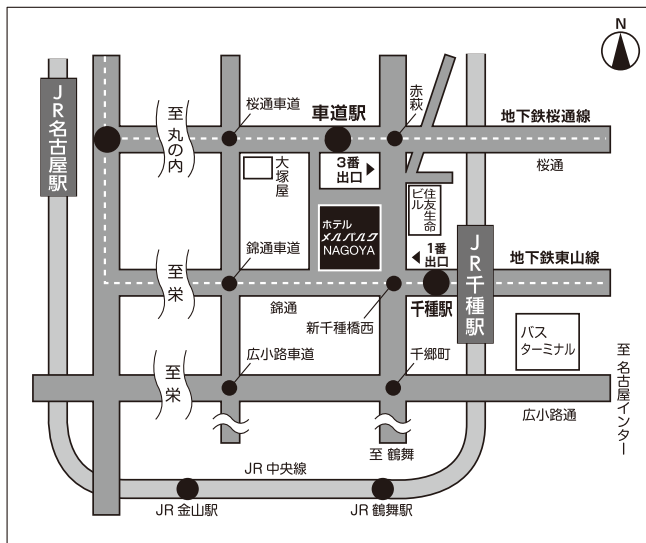 N
JR名古屋駅
至 丸の内
桜通車道
車道駅
赤萩
地下鉄桜通線
桜通
大塚屋
3番
出口
住友生命
ビル
ホテル
メルパルク
NAGOYA
1番
出口
錦通車道
至 栄
錦通
新千種橋西
千種駅
JR千種駅
地下鉄東山線
バス
ターミナル
至 名古屋インター
広小路車道
至 栄
千郷町
広小路通
至 鶴舞
JR 中央線
JR 金山駅
JR 鶴舞駅